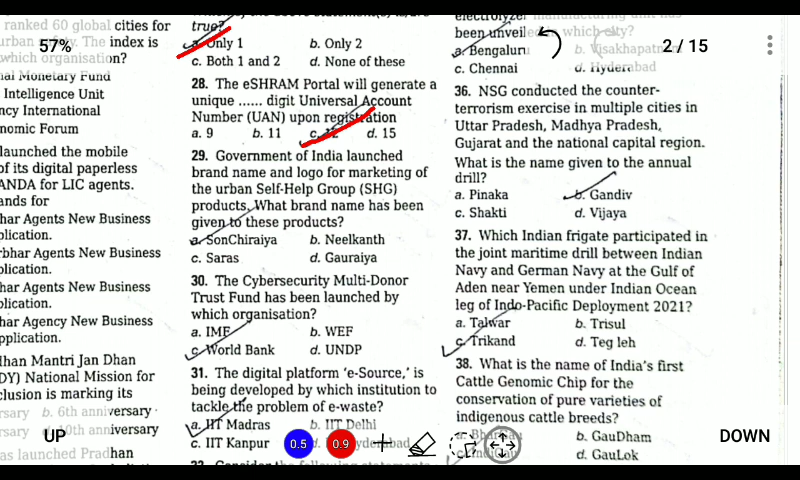 ranked 60 global cities for
urban safety. The index is
which organisation?
nal Monetary Fund
Intelligence Unit
ncy International
nomic Forum
launched the mobile
of its digital paperless
ANDA for LIC agents.
ands for
bhar Agents New Business
plication.
rbhar Agents New Business
plication.
bhar Agents New Business
plication.
har Agency New Business
pplication.
dhan Mantri Jan Dhan
DY) National Mission for
clusion is marking its
rsary b. 6th anniversary
rsary d. 10th anniversary
as launched Pradhan
57%
UP
true?
a. Only 1 b. Only 2
c. Both 1 and 2 d. None of these
28. The eSHRAM Portal will generate a
unique ...... digit Universal Account
Number (UAN) upon registration
a. 9 b. 11 c. 12 d. 15
29. Government of India launched
brand name and logo for marketing of
the urban Self-Help Group (SHG)
products. What brand name has been
given to these products?
a. SonChiraiya b. Neelkanth
c. Saras d. Gauraiya
30. The Cybersecurity Multi-Donor
Trust Fund has been launched by
which organisation?
a. IMF b. WEF
c. World Bank d. UNDP
31. The digital platform ‘e-Source,’ is
being developed by which institution to
tackle the problem of e-waste?
a. IIT Madras b. IIT Delhi
c. IIT Kanpur d. Hyderabad
0.5 0.9
electrolyzer manufacturing unit has
been unveiled in which city?
a. Bengaluru b. Visakhapatnam
c. Chennai d. Hyderabad
2 / 15
36. NSG conducted the counter-
terrorism exercise in multiple cities in
Uttar Pradesh, Madhya Pradesh,
Gujarat and the national capital region.
What is the name given to the annual
drill?
a. Pinaka b. Gandiv
c. Shakti d. Vijaya
37. Which Indian frigate participated in
the joint maritime drill between Indian
Navy and German Navy at the Gulf of
Aden near Yemen under Indian Ocean
leg of Indo-Pacific Deployment 2021?
a. Talwar b. Trisul
c. Trikand d. Teg leh
38. What is the name of India’s first
Cattle Genomic Chip for the
conservation of pure varieties of
indigenous cattle breeds?
b. GauDham
c. IndiGau d. GauLok
DOWN